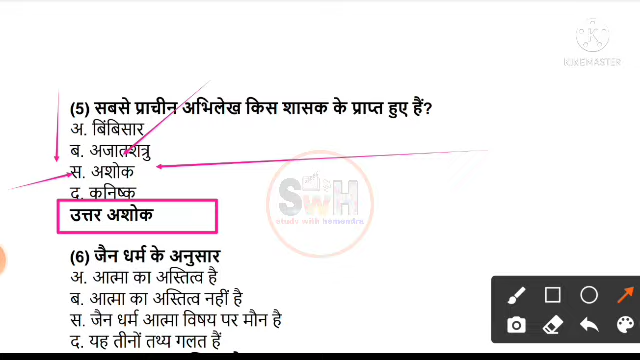 KINEMASTER
(5) सबसे प्राचीन अभिलेख किस शासक के प्राप्त हुए हैं?
अ. बिंबिसार
ब. अजातशत्रु
स. अशोक
द. कनिष्क
उत्तर अशोक
SwH
study with hemendra
(6) जैन धर्म के अनुसार
अ. आत्मा का अस्तित्व है
ब. आत्मा का अस्तित्व नहीं है
स. जैन धर्म आत्मा विषय पर मौन है
द. यह तीनों तथ्य गलत हैं